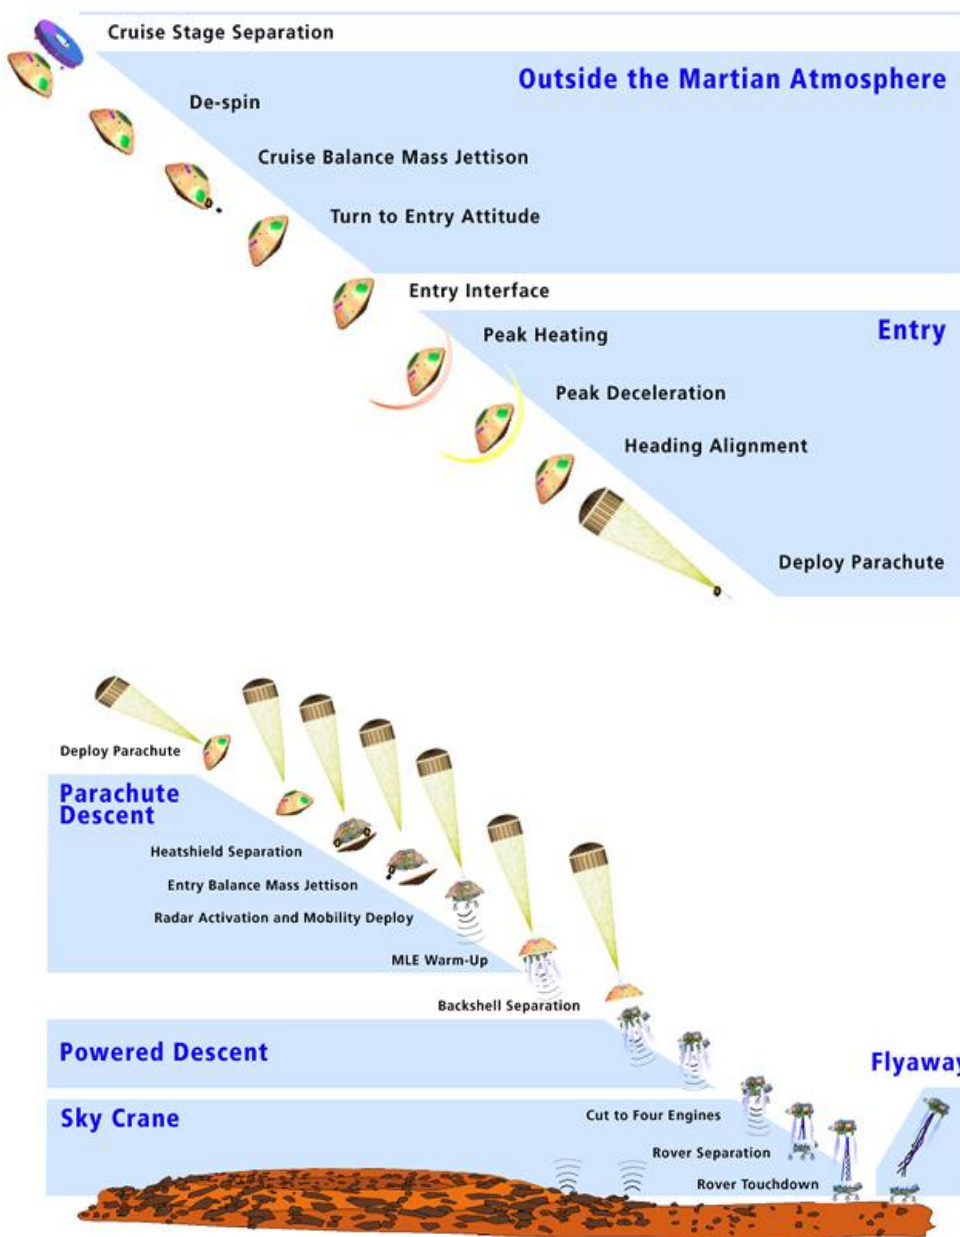 Cruise Stage Separation
Outside the Martian Atmosphere
De-spin
Cruise Balance Mass Jettison
Turn to Entry Attitude
Entry Interface
Entry
Peak Heating
Peak Deceleration
Heading Alignment
Deploy Parachute
Deploy Parachute
Parachute
Descent
Heatshield Separation
Entry Balance Mass Jettison
Radar Activation and Mobility Deploy
MLE Warm-Up
Backshell Separation
Powered Descent
Flyaway
Sky Crane
Cut to Four Engines
Rover Separation
Rover Touchdown